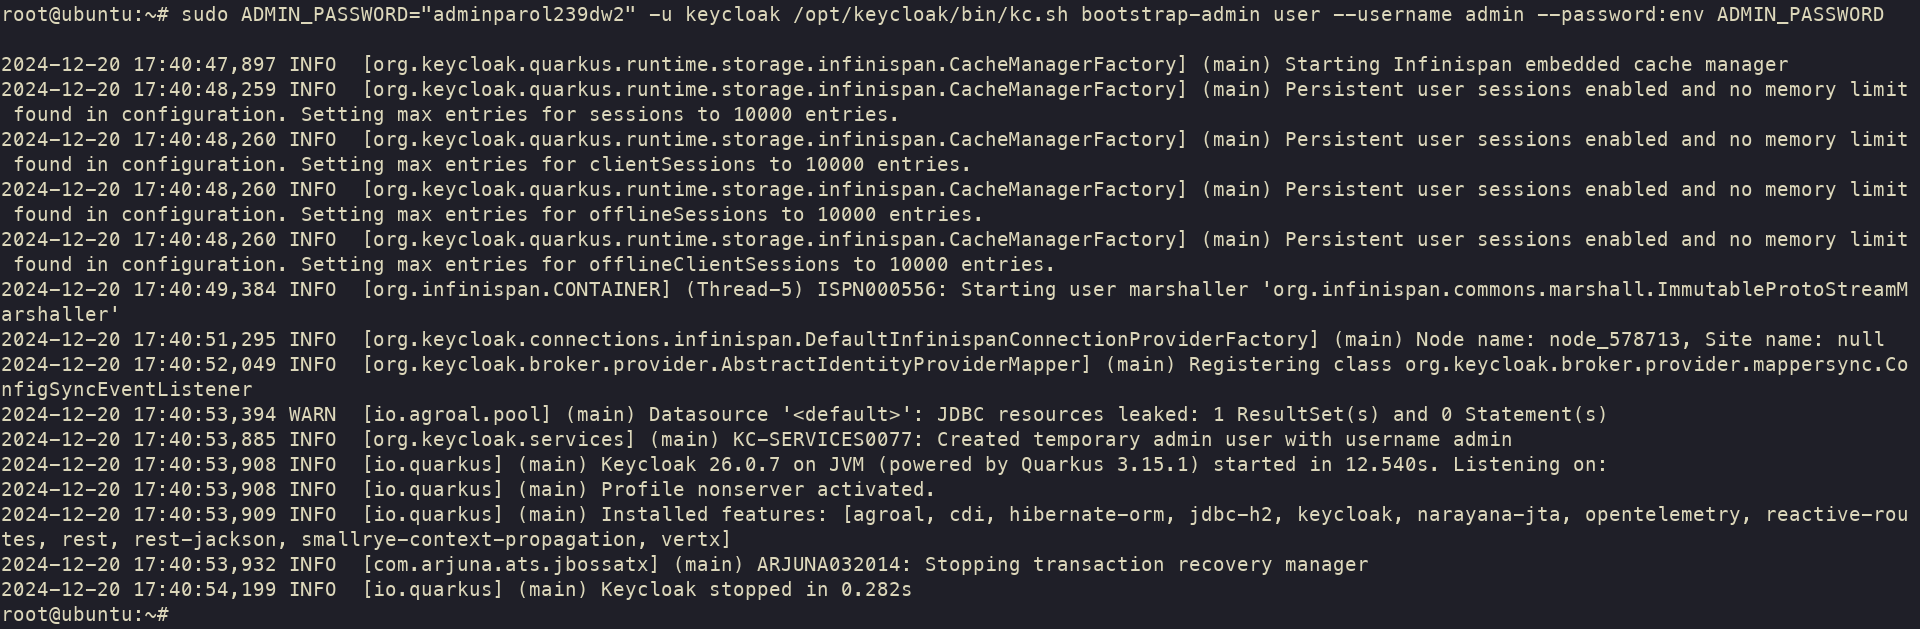 root@ubuntu:~# sudo ADMIN_PASSWORD="adminparol239dw2" -u keycloak /opt/keycloak/bin/kc.sh bootstrap-admin user --username admin --password:env ADMIN_PASSWORD
2024-12-20 17:40:47,897 INFO  [org.keycloak.quarkus.runtime.storage.infinispan.CacheManagerFactory] (main) Starting Infinispan embedded cache manager
2024-12-20 17:40:48,259 INFO  [org.keycloak.quarkus.runtime.storage.infinispan.CacheManagerFactory] (main) Persistent user sessions enabled and no memory limit
 found in configuration. Setting max entries for sessions to 10000 entries.
2024-12-20 17:40:48,260 INFO  [org.keycloak.quarkus.runtime.storage.infinispan.CacheManagerFactory] (main) Persistent user sessions enabled and no memory limit
 found in configuration. Setting max entries for clientSessions to 10000 entries.
2024-12-20 17:40:48,260 INFO  [org.keycloak.quarkus.runtime.storage.infinispan.CacheManagerFactory] (main) Persistent user sessions enabled and no memory limit
 found in configuration. Setting max entries for offlineSessions to 10000 entries.
2024-12-20 17:40:48,260 INFO  [org.keycloak.quarkus.runtime.storage.infinispan.CacheManagerFactory] (main) Persistent user sessions enabled and no memory limit
 found in configuration. Setting max entries for offlineClientSessions to 10000 entries.
2024-12-20 17:40:49,384 INFO  [org.infinispan.CONTAINER] (Thread-5) ISPN000556: Starting user marshaller 'org.infinispan.commons.marshall.ImmutableProtoStreamM
arshaller'
2024-12-20 17:40:51,295 INFO  [org.keycloak.connections.infinispan.DefaultInfinispanConnectionProviderFactory] (main) Node name: node_578713, Site name: null
2024-12-20 17:40:52,049 INFO  [org.keycloak.broker.provider.AbstractIdentityProviderMapper] (main) Registering class org.keycloak.broker.provider.mappersync.Co
nfigSyncEventListener
2024-12-20 17:40:53,394 WARN  [io.agroal.pool] (main) Datasource '<default>': JDBC resources leaked: 1 ResultSet(s) and 0 Statement(s)
2024-12-20 17:40:53,885 INFO  [org.keycloak.services] (main) KC-SERVICES0077: Created temporary admin user with username admin
2024-12-20 17:40:53,908 INFO  [io.quarkus] (main) Keycloak 26.0.7 on JVM (powered by Quarkus 3.15.1) started in 12.540s. Listening on:
2024-12-20 17:40:53,908 INFO  [io.quarkus] (main) Profile nonserver activated.
2024-12-20 17:40:53,909 INFO  [io.quarkus] (main) Installed features: [agroal, cdi, hibernate-orm, jdbc-h2, keycloak, narayana-jta, opentelemetry, reactive-rou
tes, rest, rest-jackson, smallrye-context-propagation, vertx]
2024-12-20 17:40:53,932 INFO  [com.arjuna.ats.jbossatx] (main) ARJUNA032014: Stopping transaction recovery manager
2024-12-20 17:40:54,199 INFO  [io.quarkus] (main) Keycloak stopped in 0.282s
root@ubuntu:~#